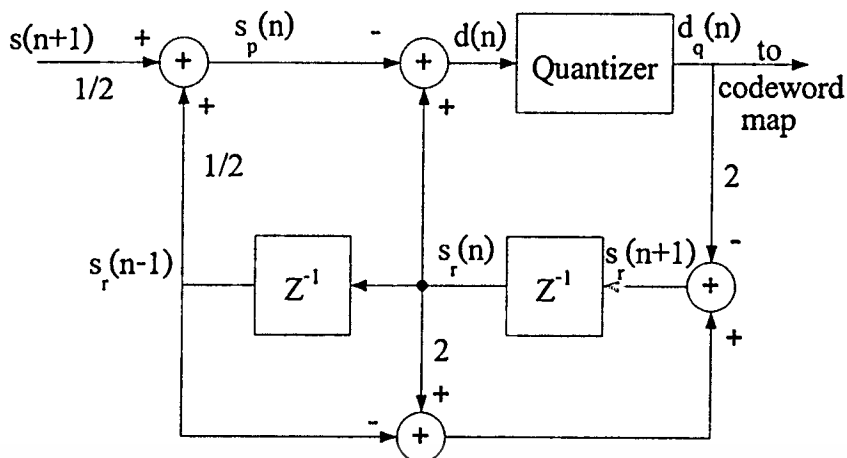 s(n+1)
+
+
s_p(n)
-
+
d(n)
Quantizer
d_q(n)
to
codeword
map
1/2
+
+
1/2
2
s_r(n-1)
Z^-1
s_r(n)
Z^-1
s_r(n+1)
-
+
+
2
+
-
+